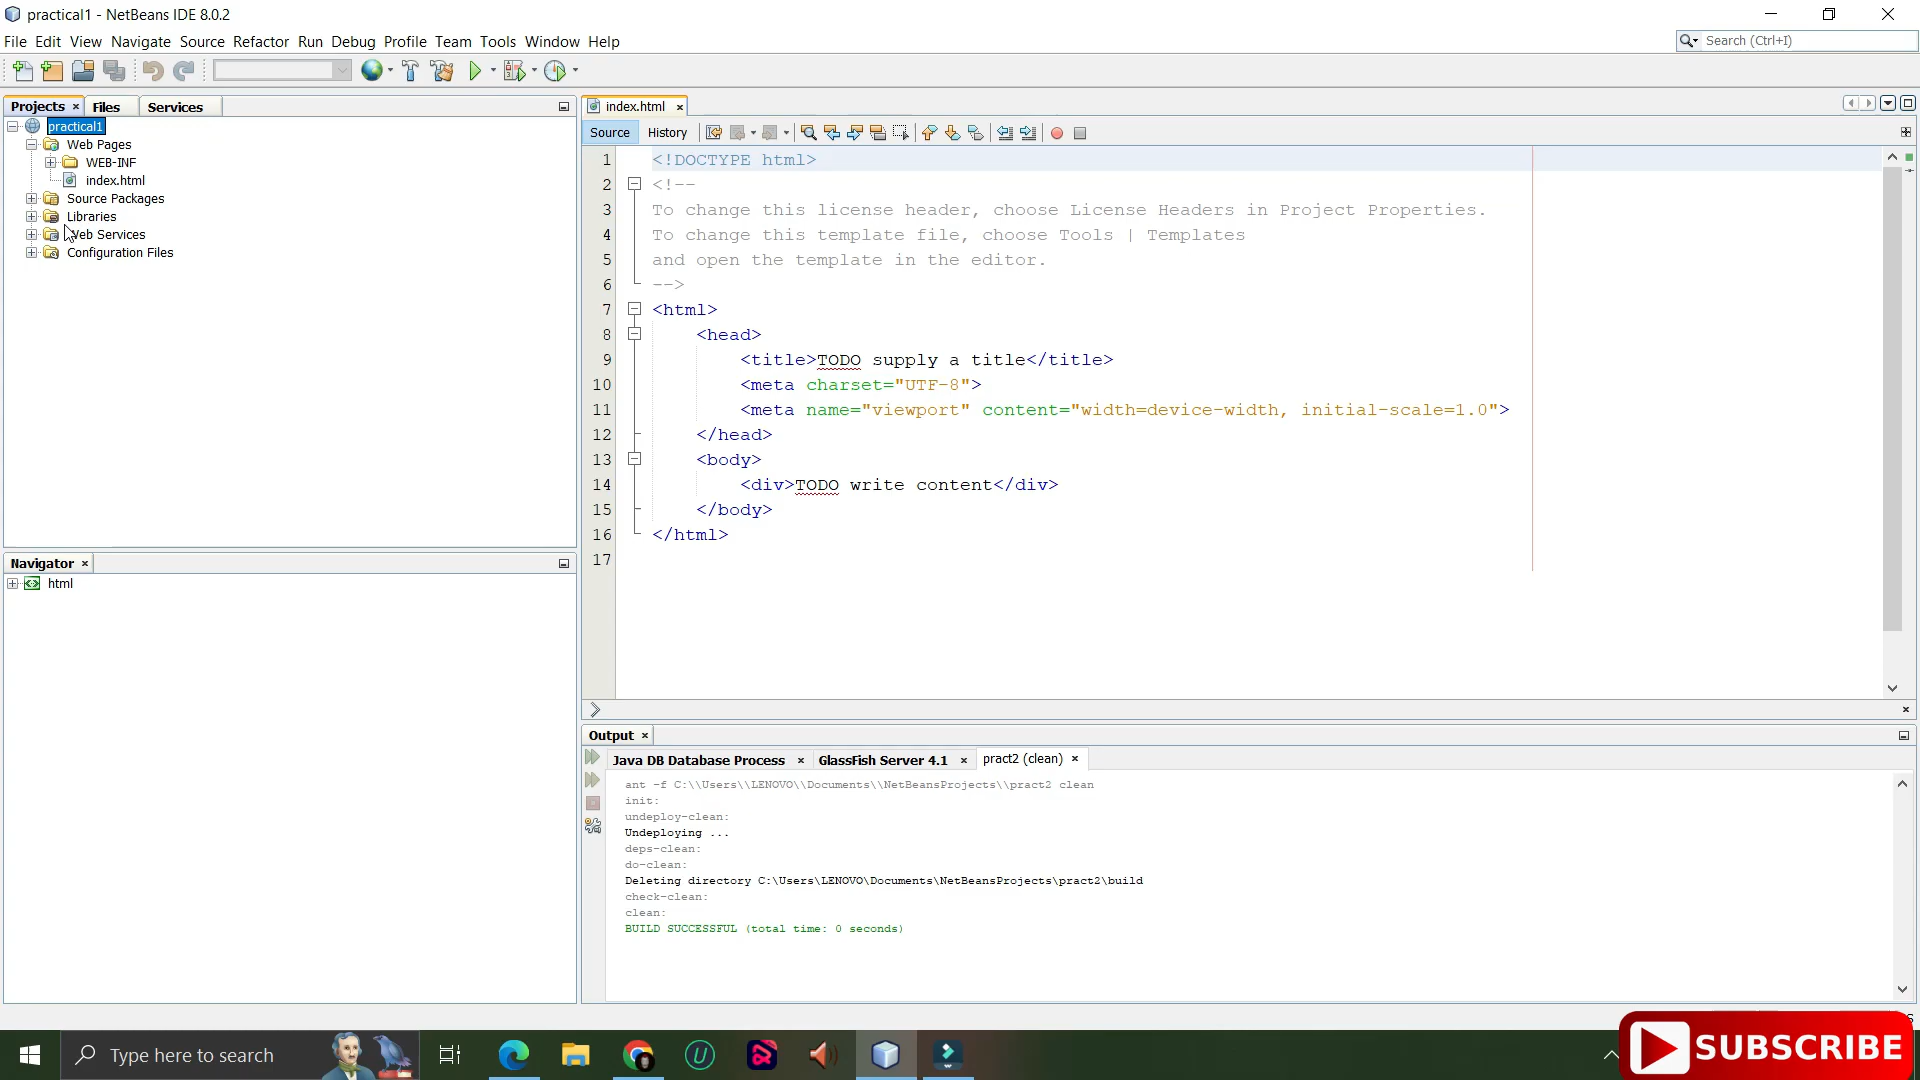 practical1 - NetBeans IDE 8.0.2
File Edit View Navigate Source Refactor Run Debug Profile Team Tools Window Help
Search (Ctrl+I)
Projects Files Services
practical1
Web Pages
WEB-INF
index.html
Source Packages
Libraries
Web Services
Configuration Files
Navigator
html
index.html
Source History
1 <!DOCTYPE html>
2 <!--
3 To change this license header, choose License Headers in Project Properties.
4 To change this template file, choose Tools | Templates
5 and open the template in the editor.
6 -->
7 <html>
8 <head>
9 <title>TODO supply a title</title>
10 <meta charset="UTF-8">
11 <meta name="viewport" content="width=device-width, initial-scale=1.0">
12 </head>
13 <body>
14 <div>TODO write content</div>
15 </body>
16 </html>
17
Output
Java DB Database Process GlassFish Server 4.1 pract2 (clean)
ant -f C:\\Users\\LENOVO\\Documents\\NetBeansProjects\\pract2 clean
init:
undeploy-clean:
Undeploying ...
deps-clean:
do-clean:
Deleting directory C:\Users\LENOVO\Documents\NetBeansProjects\pract2\build
check-clean:
clean:
BUILD SUCCESSFUL (total time: 0 seconds)
Type here to search
SUBSCRIBE